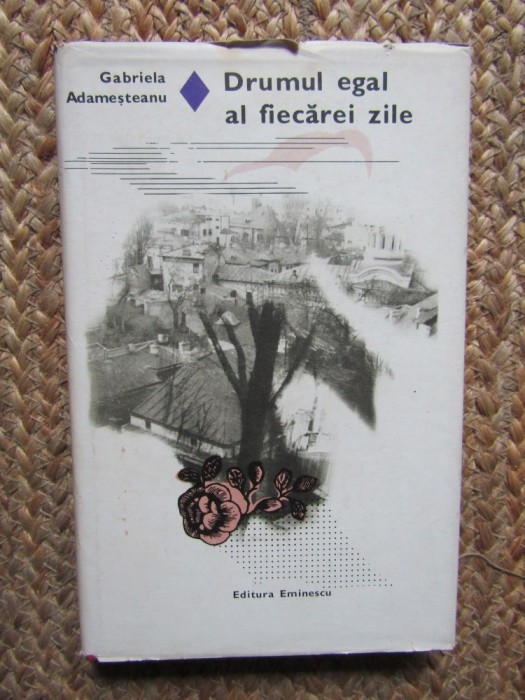 Gabriela
Adameșteanu
Drumul egal
al fiecărei zile
Editura Eminescu